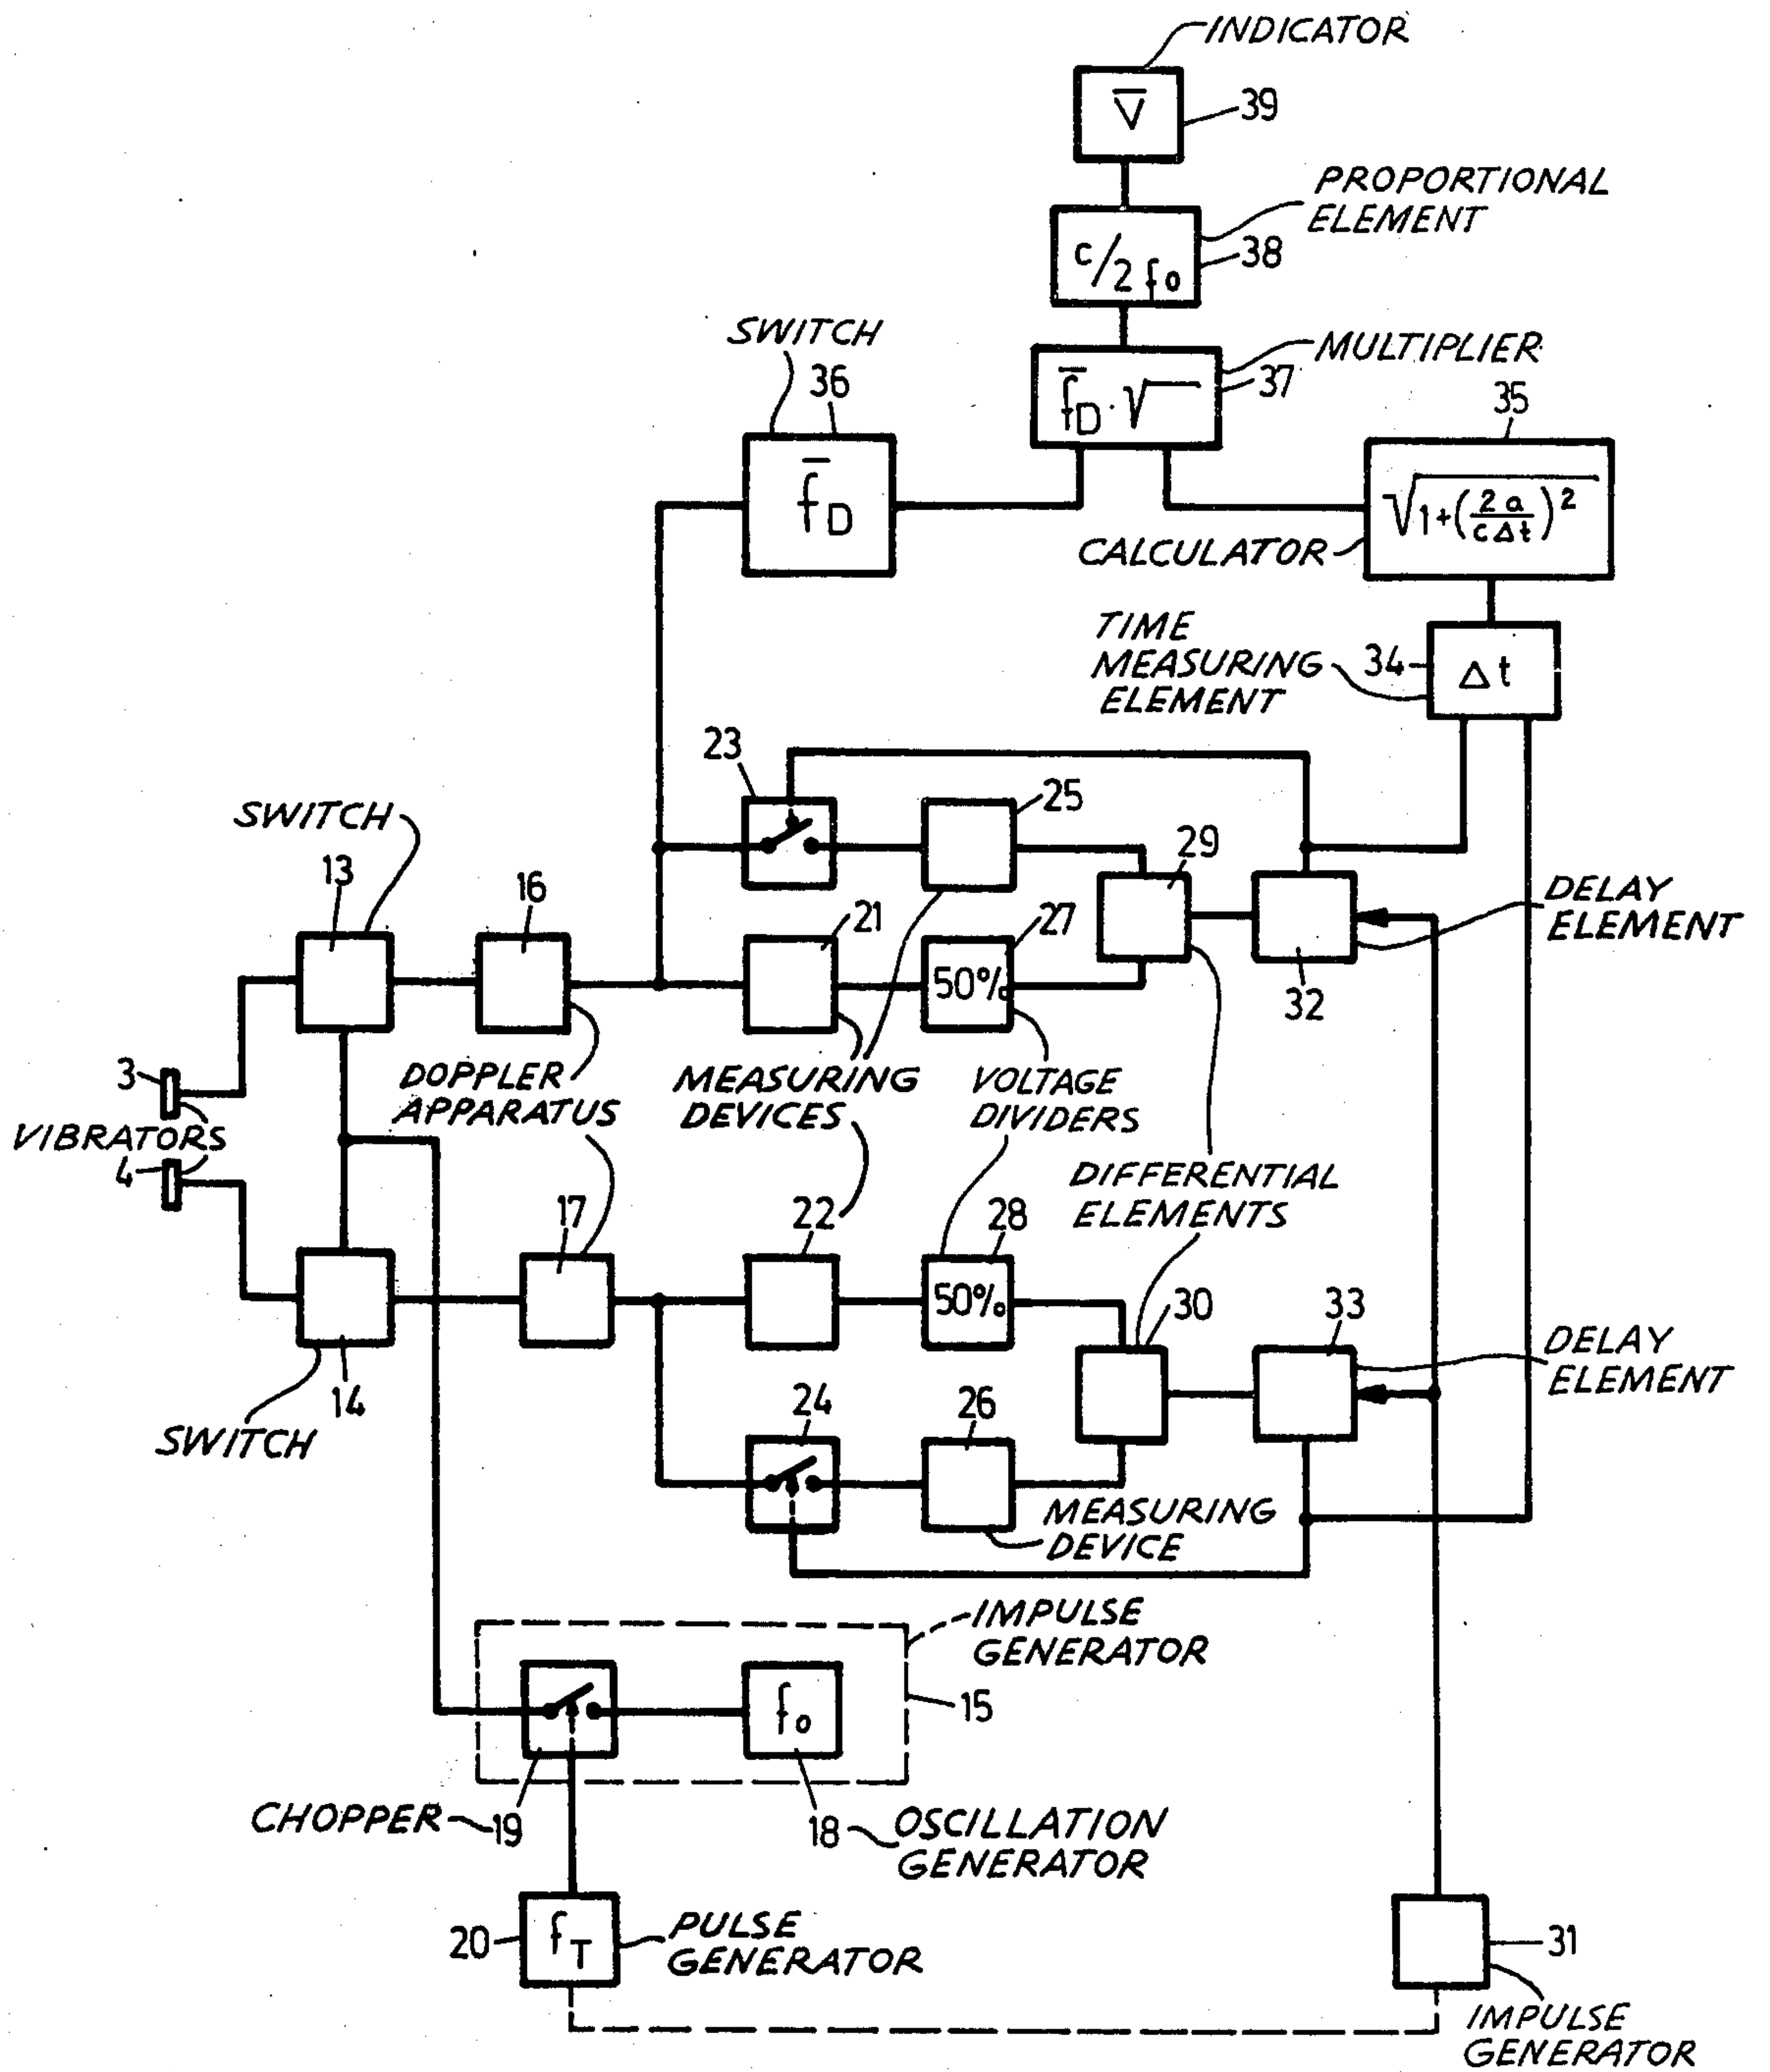 INDICATOR
V̅
39
PROPORTIONAL
ELEMENT
c/2 fo
38
SWITCH
36
MULTIPLIER
f̅D · √
37
35
f̅D
√1+(2a/cΔt)²
CALCULATOR
TIME
MEASURING
ELEMENT
34
Δt
23
25
SWITCH
29
13
16
21
27
DELAY
ELEMENT
50%
32
3
DOPPLER
APPARATUS
MEASURING
DEVICES
VOLTAGE
DIVIDERS
VIBRATORS
4
DIFFERENTIAL
ELEMENTS
17
22
28
50%
30
33
DELAY
ELEMENT
14
SWITCH
24
26
MEASURING
DEVICE
IMPULSE
GENERATOR
15
fo
CHOPPER
19
18
OSCILLATION
GENERATOR
20
fT
PULSE
GENERATOR
31
IMPULSE
GENERATOR